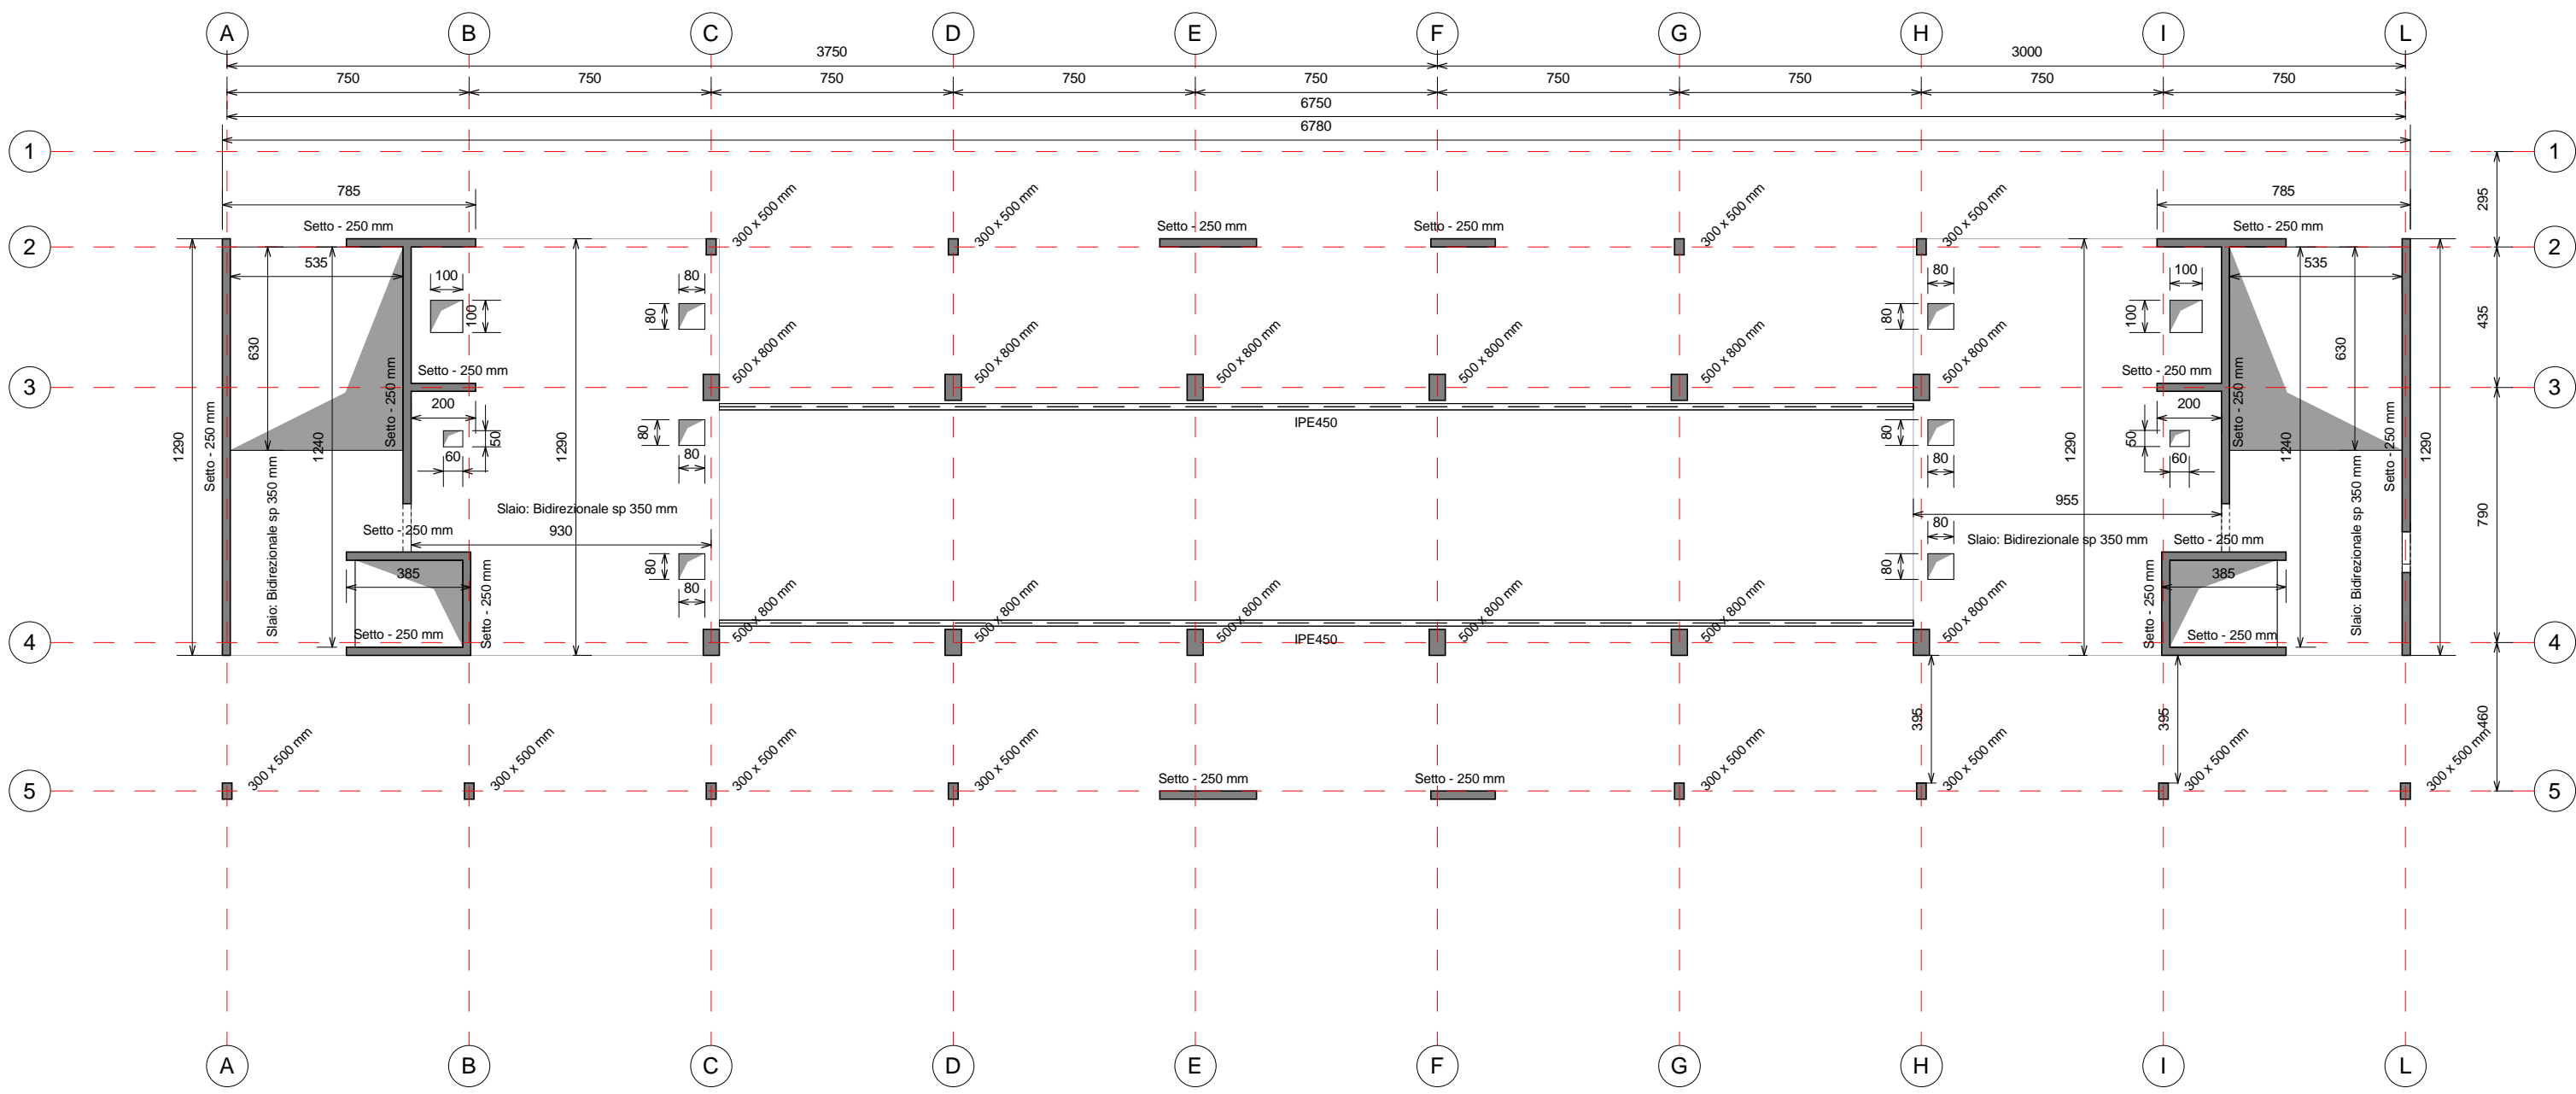 A B C D E F G H I L
3750 3000
750 750 750 750 750 750 750 750 750
6750
6780
1 1
295
785 785
300 x 500 mm 300 x 500 mm 300 x 500 mm 300 x 500 mm
Setto - 250 mm Setto - 250 mm Setto - 250 mm Setto - 250 mm
2 2
535 100 80 80 100 535
100 80 80 100
435
630 630
500 x 800 mm 500 x 800 mm 500 x 800 mm 500 x 800 mm 500 x 800 mm 500 x 800 mm
Setto - 250 mm Setto - 250 mm
3 3
Setto - 250 mm Setto - 250 mm
200 200
IPE450
80 80
50 50
1290 1240 1290 1290 1240 1290
60 80 80 60
Setto - 250 mm Setto - 250 mm
955
790
Slaio: Bidirezionale sp 350 mm
Setto - 250 mm
930
80
Slaio: Bidirezionale sp 350 mm
Setto - 250 mm
Slaio: Bidirezionale sp 350 mm Slaio: Bidirezionale sp 350 mm
80 80
385 385
80
Setto - 250 mm Setto - 250 mm
500 x 800 mm 500 x 800 mm 500 x 800 mm 500 x 800 mm 500 x 800 mm 500 x 800 mm
Setto - 250 mm Setto - 250 mm
4 IPE450 4
395 395 460
300 x 500 mm 300 x 500 mm 300 x 500 mm 300 x 500 mm 300 x 500 mm 300 x 500 mm 300 x 500 mm 300 x 500 mm
Setto - 250 mm Setto - 250 mm
5 5
A B C D E F G H I L